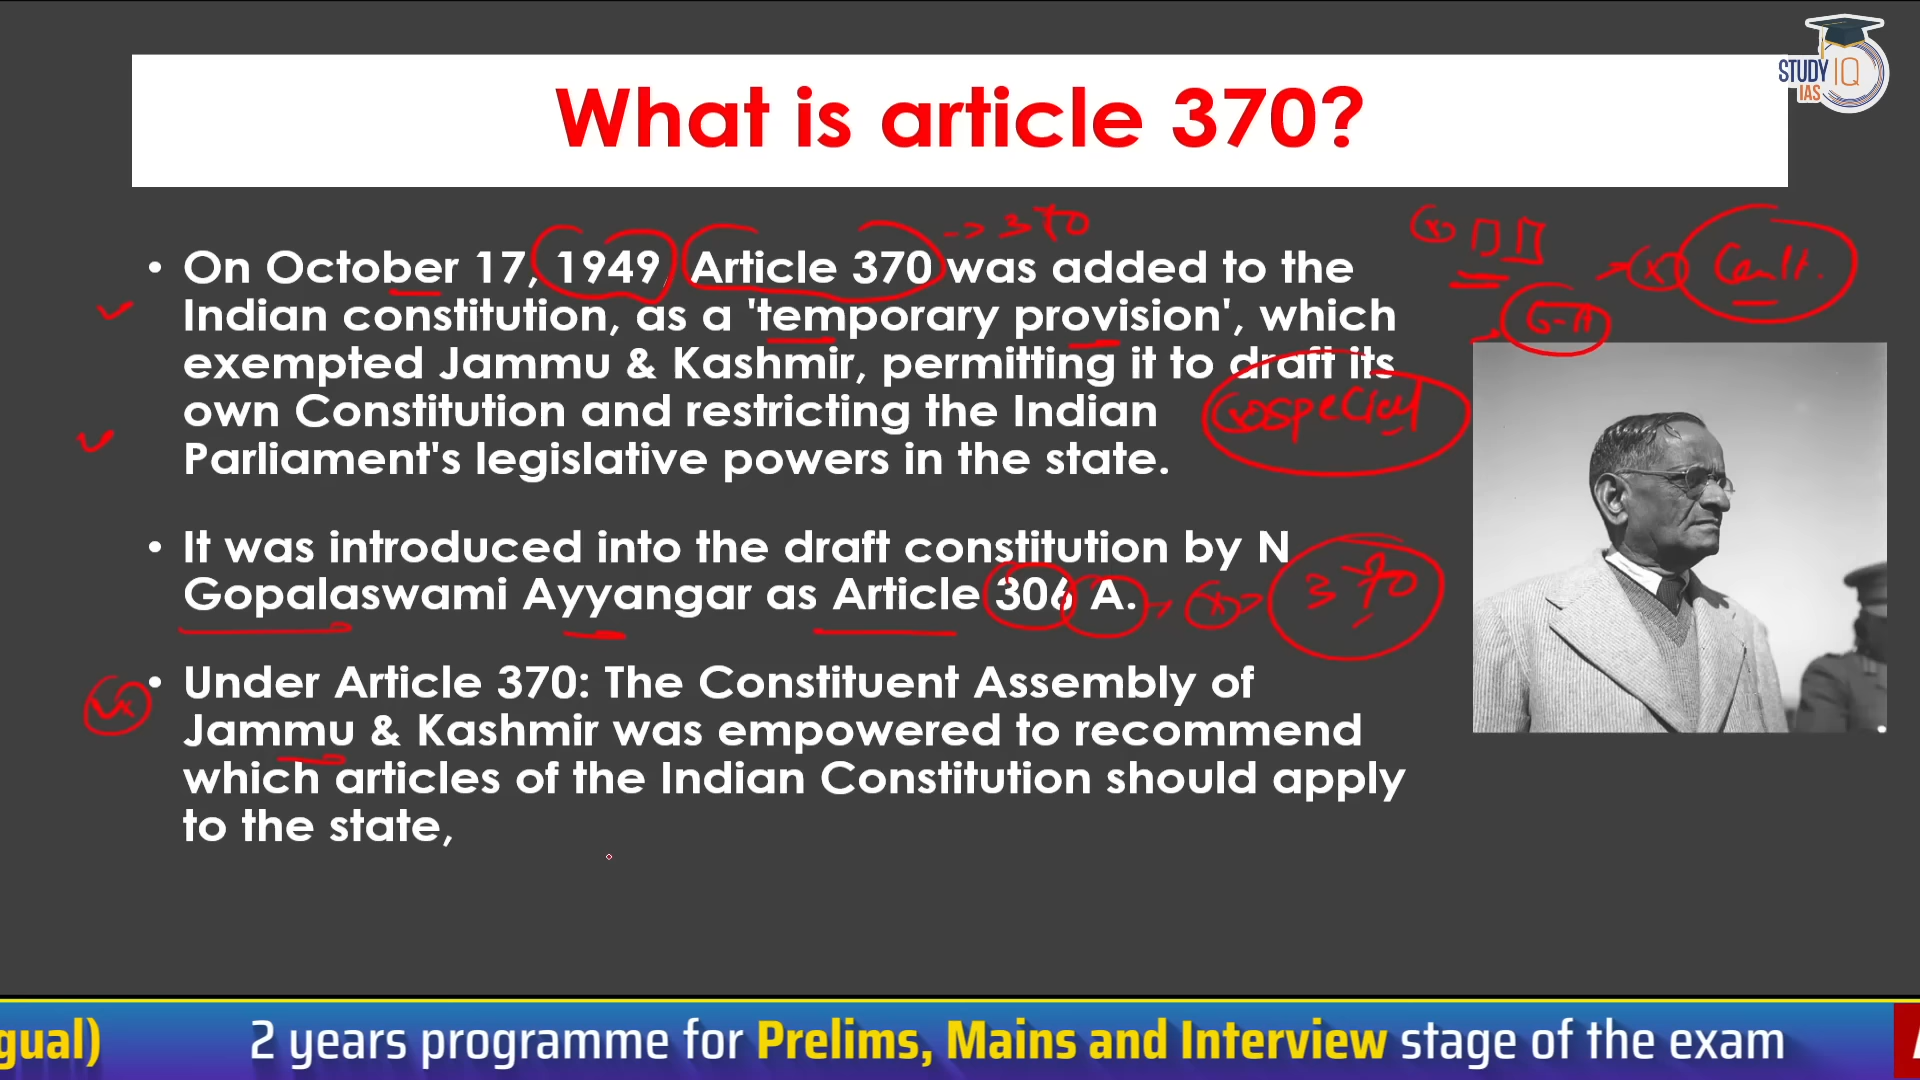 STUDY IQ
IAS
What is article 370?
-> 370
• On October 17, 1949, Article 370 was added to the
Indian constitution, as a 'temporary provision', which
exempted Jammu & Kashmir, permitting it to draft its
own Constitution and restricting the Indian
special
Parliament's legislative powers in the state.
• It was introduced into the draft constitution by N
Gopalaswami Ayyangar as Article 306 A.
370
• Under Article 370: The Constituent Assembly of
Jammu & Kashmir was empowered to recommend
which articles of the Indian Constitution should apply
to the state,
gual) 2 years programme for Prelims, Mains and Interview stage of the exam